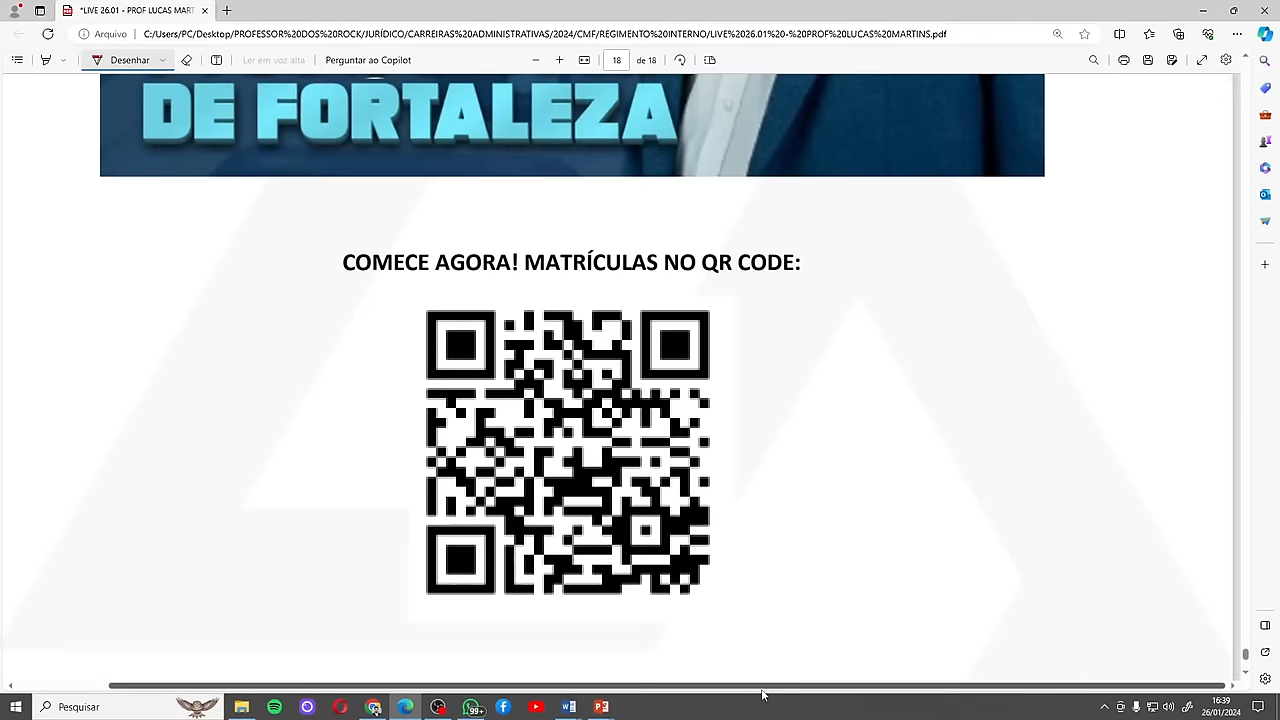 *LIVE 26.01 - PROF LUCAS MART
Arquivo
C:/Users/PC/Desktop/PROFESSOR%20DOS%20ROCK/JURÍDICO/CARREIRAS%20ADMINISTRATIVAS/2024/CMF/REGIMENTO%20INTERNO/LIVE%2026.01%20-%20PROF%20LUCAS%20MARTINS.pdf
Desenhar
Ler em voz alta
Perguntar ao Copilot
18
de 18
DE FORTALEZA
COMECE AGORA! MATRÍCULAS NO QR CODE:
Pesquisar
99+
16:39
26/01/2024